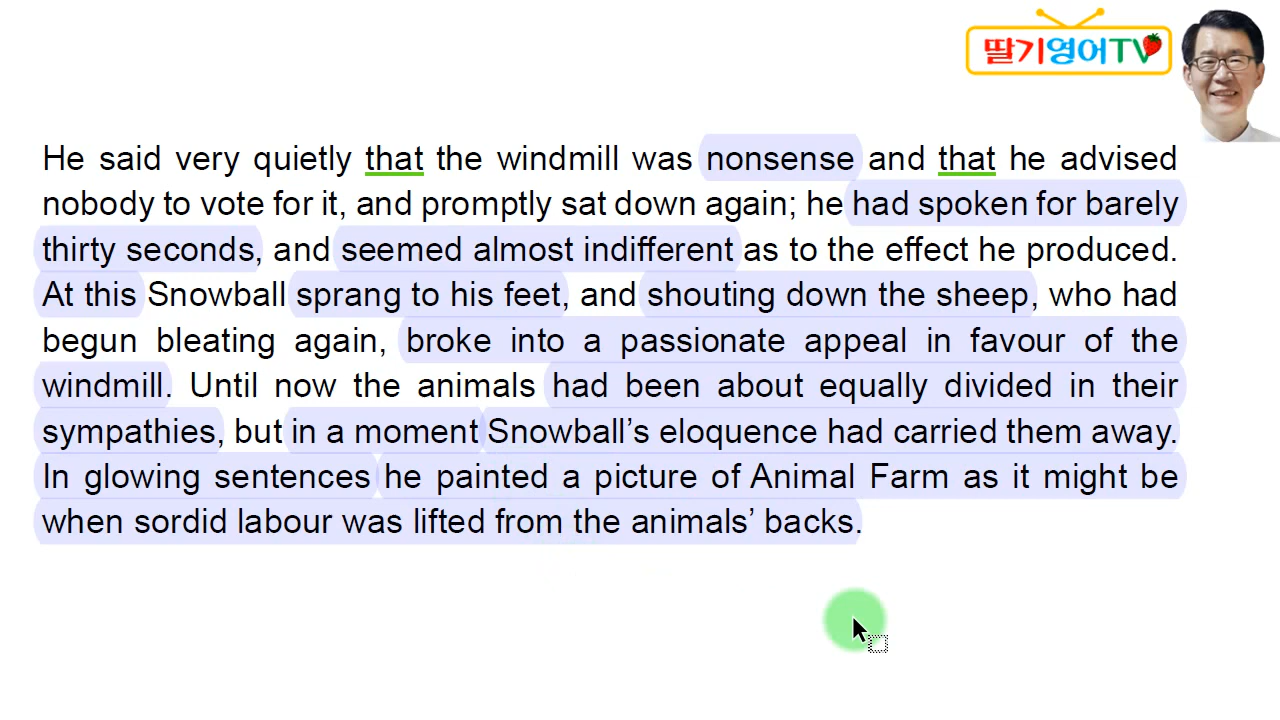 딸기영어TV
He said very quietly that the windmill was nonsense and that he advised
nobody to vote for it, and promptly sat down again; he had spoken for barely
thirty seconds, and seemed almost indifferent as to the effect he produced.
At this Snowball sprang to his feet, and shouting down the sheep, who had
begun bleating again, broke into a passionate appeal in favour of the
windmill. Until now the animals had been about equally divided in their
sympathies, but in a moment Snowball’s eloquence had carried them away.
In glowing sentences he painted a picture of Animal Farm as it might be
when sordid labour was lifted from the animals’ backs.